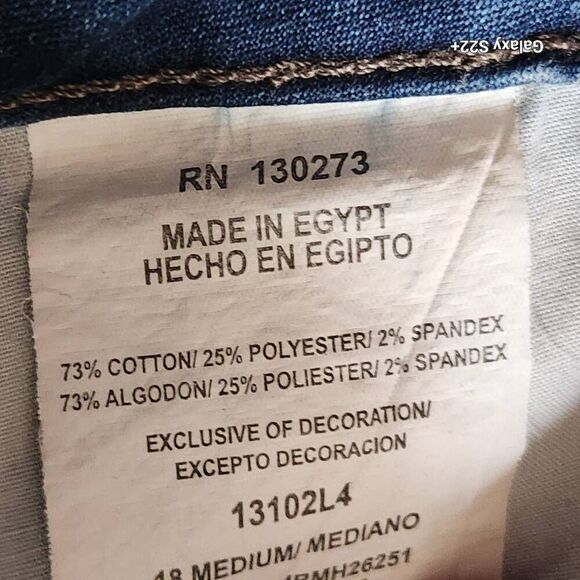 Galaxy S22+
RN 130273
MADE IN EGYPT
HECHO EN EGIPTO
73% COTTON/ 25% POLYESTER/ 2% SPANDEX
73% ALGODON/ 25% POLIESTER/ 2% SPANDEX
EXCLUSIVE OF DECORATION/
EXCEPTO DECORACION
13102L4
18 MEDIUM/ MEDIANO